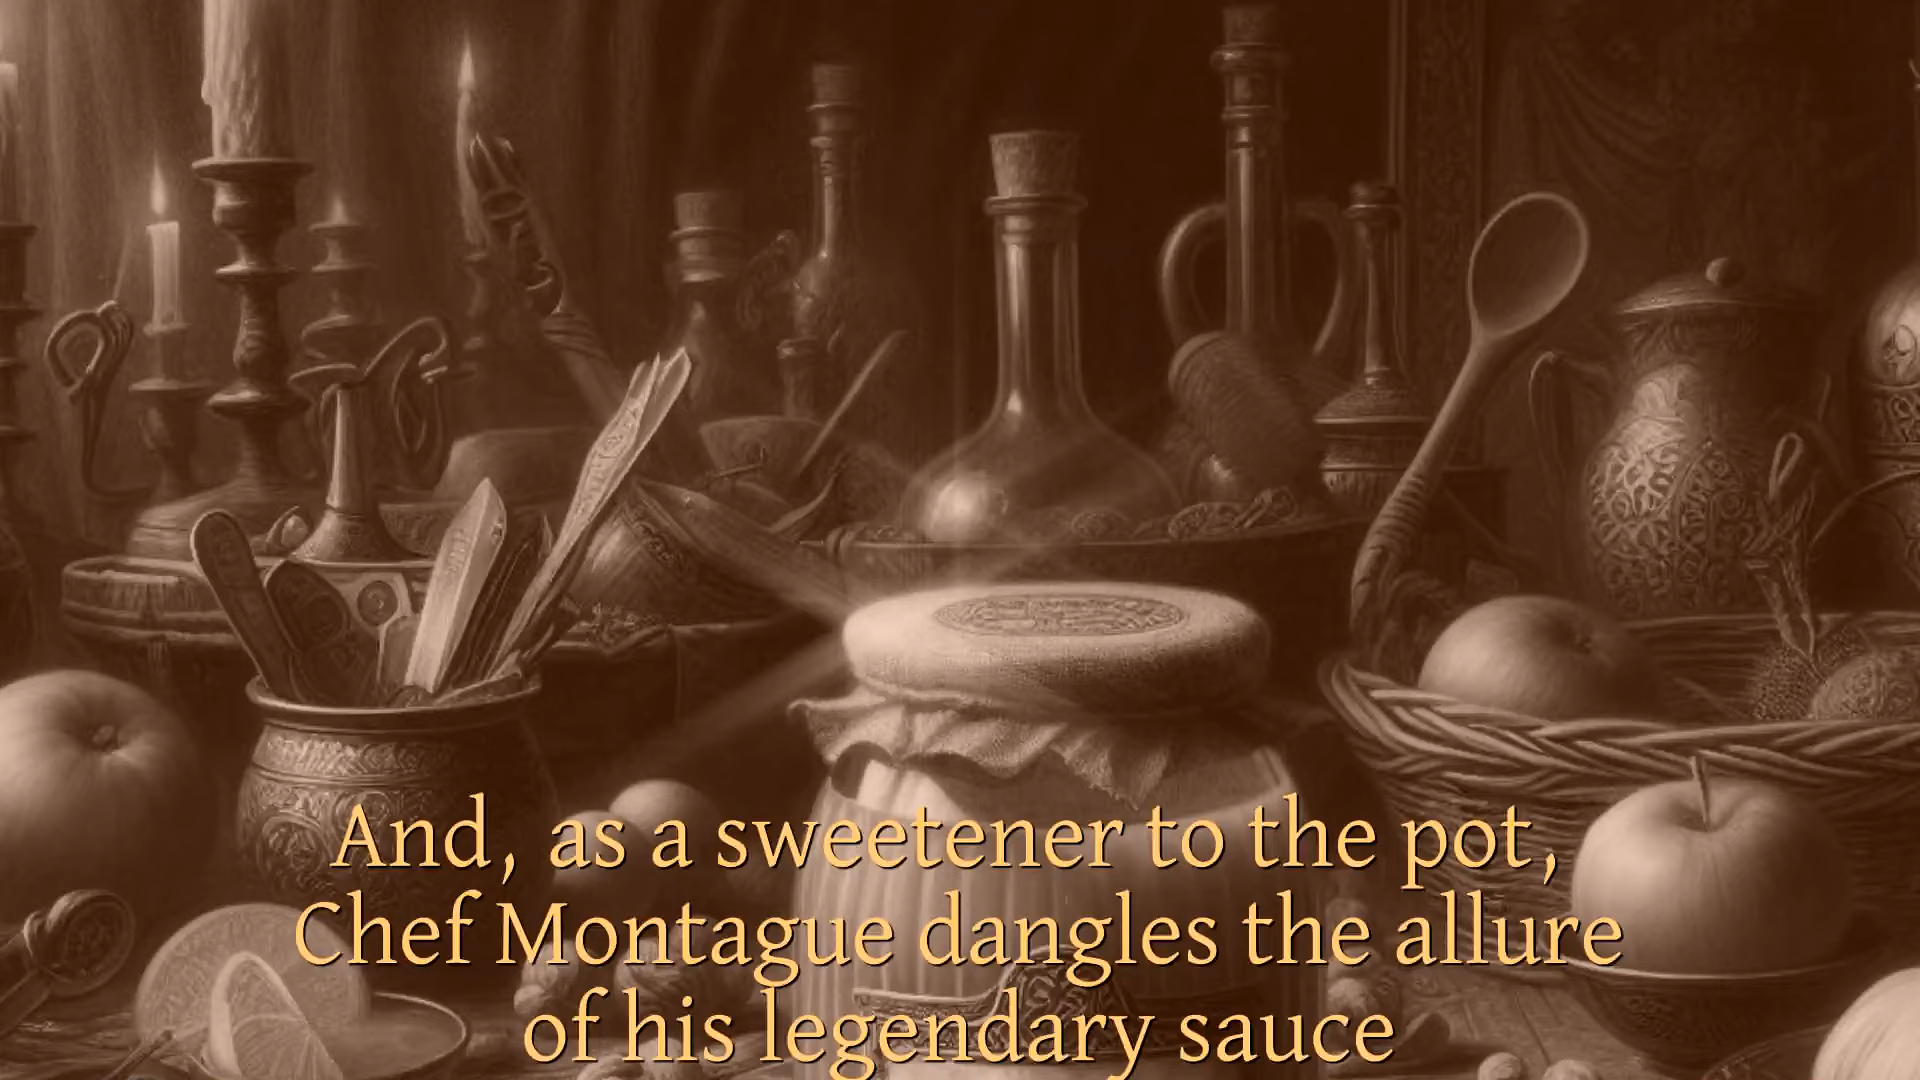 And, as a sweetener to the pot,
Chef Montague dangles the allure
of his legendary sauce